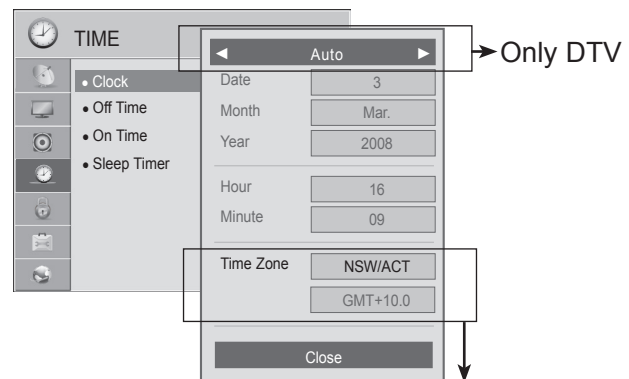 TIME
◄ Auto ►
Only DTV
• Clock
• Off Time
• On Time
• Sleep Timer
Date 3
Month Mar.
Year 2008
Hour 16
Minute 09
Time Zone NSW/ACT
GMT+10.0
Close